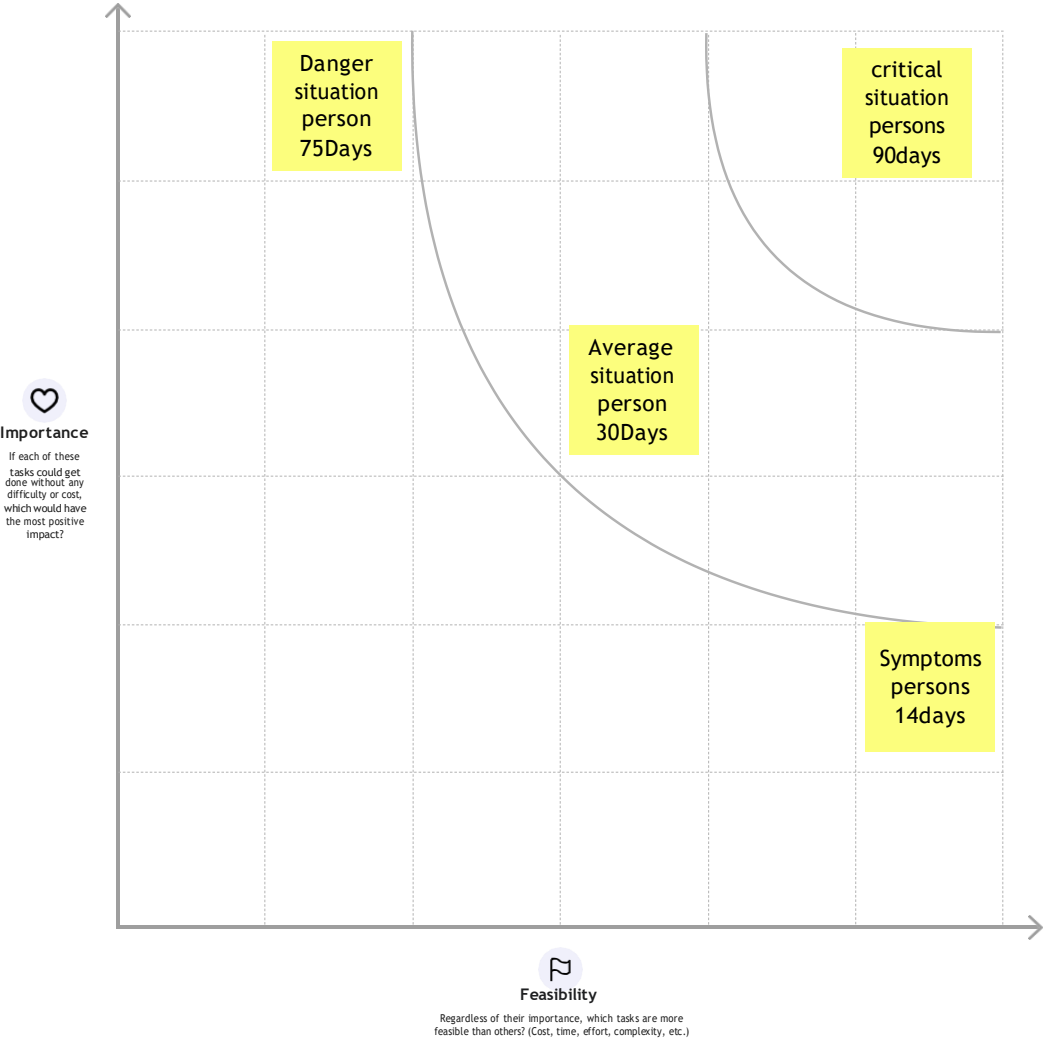 Danger
situation
person
75Days
critical
situation
persons
90days
Average
situation
person
30Days
Importance
If each of these
tasks could get
done without any
difficulty or cost,
which would have
the most positive
impact?
Symptoms
persons
14days
Feasibility
Regardless of their importance, which tasks are more
feasible than others? (Cost, time, effort, complexity, etc.)